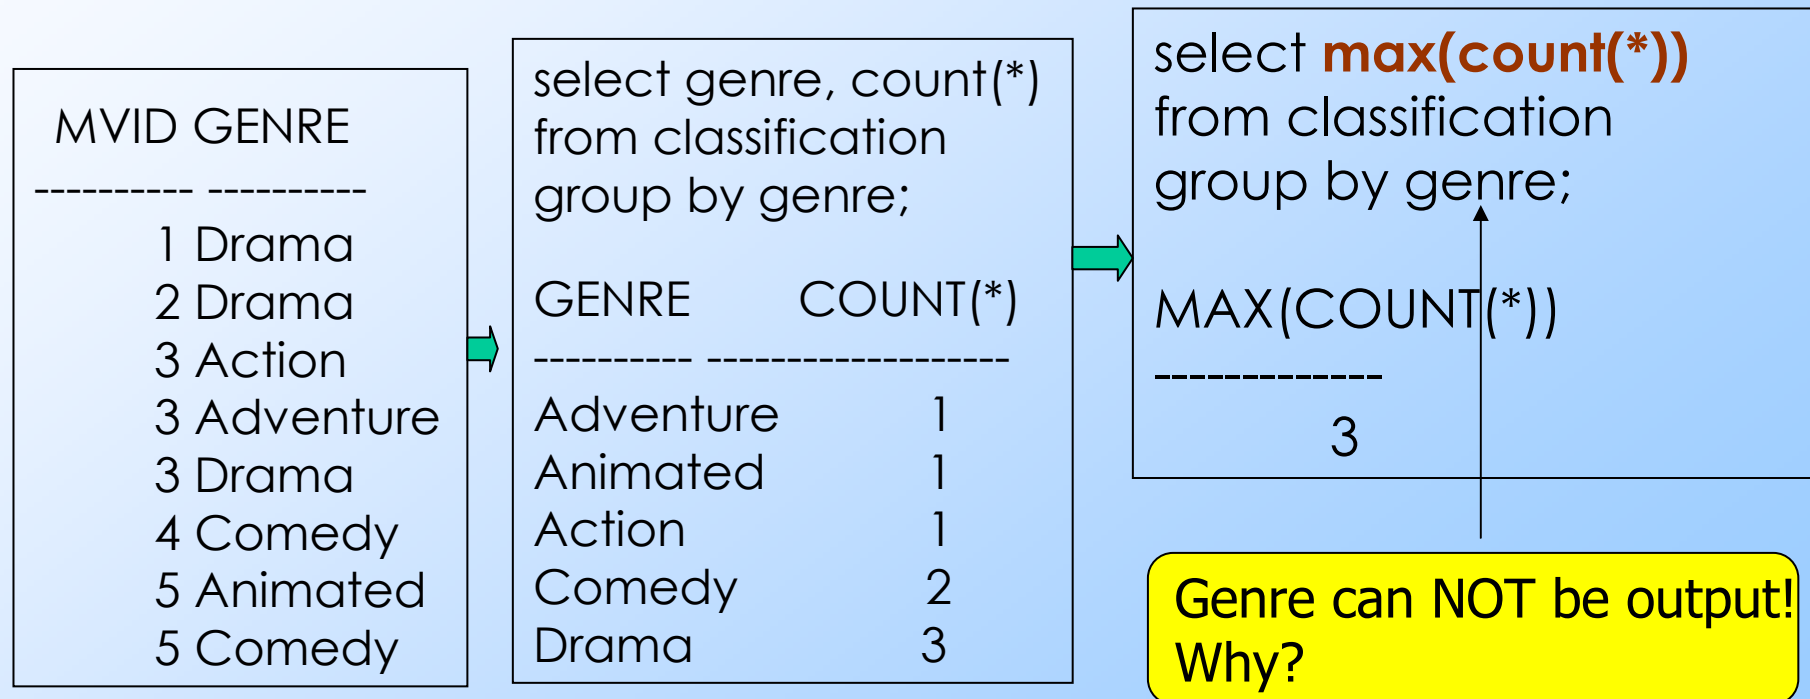 MVID GENRE
---------- ----------
1 Drama
2 Drama
3 Action
3 Adventure
3 Drama
4 Comedy
5 Animated
5 Comedy
select genre, count(*)
from classification
group by genre;
GENRE COUNT(*)
---------- -------------------
Adventure 1
Animated 1
Action 1
Comedy 2
Drama 3
select max(count(*))
from classification
group by genre;
MAX(COUNT(*))
-------------
3
Genre can NOT be output!
Why?